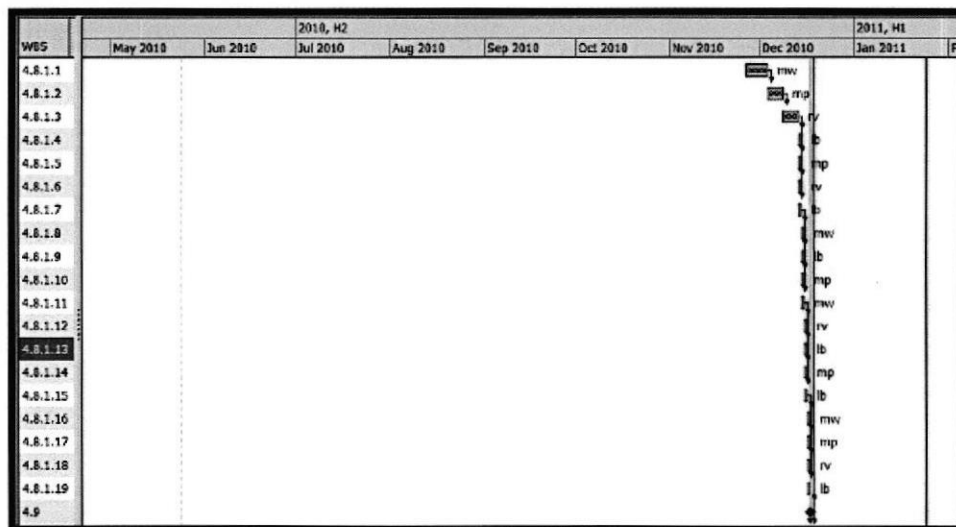 2010, H2 2011, H1
WBS May 2010 Jun 2010 Jul 2010 Aug 2010 Sep 2010 Oct 2010 Nov 2010 Dec 2010 Jan 2011 F
4.8.1.1 mw
4.8.1.2 mp
4.8.1.3 rv
4.8.1.4 lb
4.8.1.5 mp
4.8.1.6 rv
4.8.1.7 lb
4.8.1.8 mw
4.8.1.9 lb
4.8.1.10 mp
4.8.1.11 mw
4.8.1.12 rv
4.8.1.13 lb
4.8.1.14 mp
4.8.1.15 lb
4.8.1.16 mw
4.8.1.17 mp
4.8.1.18 rv
4.8.1.19 lb
4.9